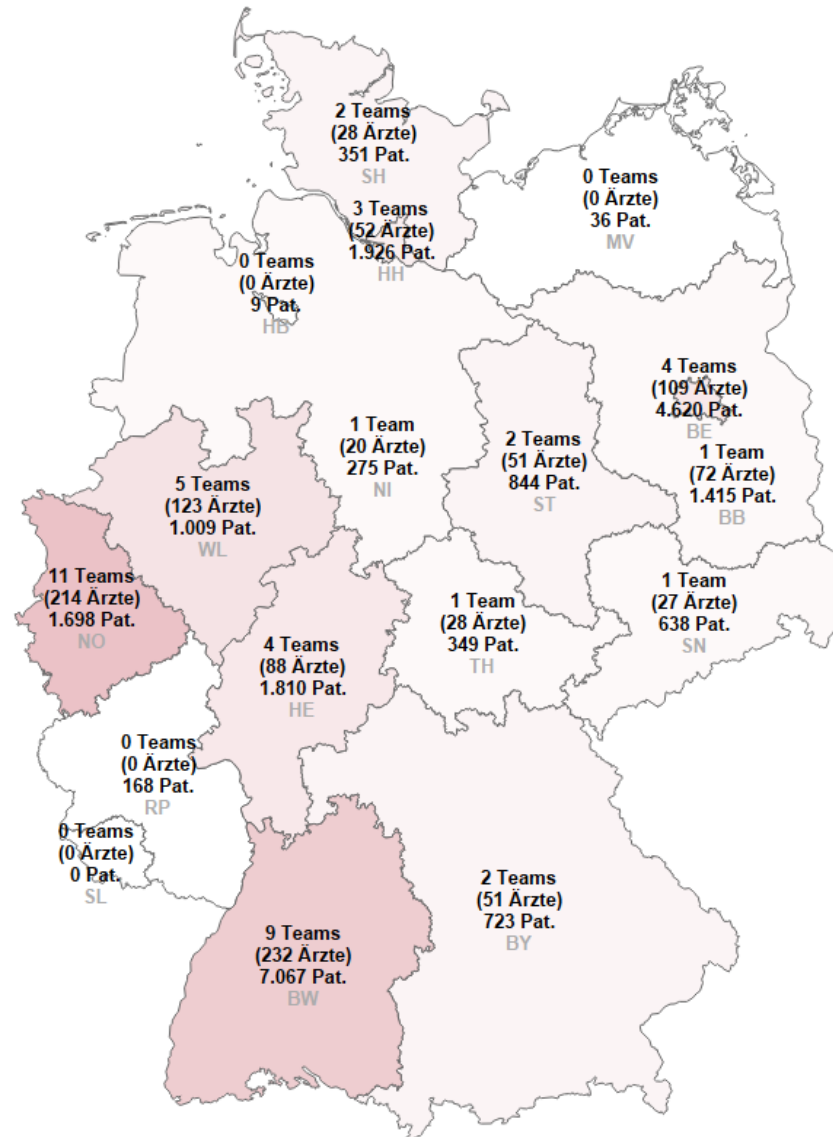 2 Teams
(28 Ärzte)
351 Pat.
SH
0 Teams
(0 Ärzte)
36 Pat.
MV
3 Teams
(52 Ärzte)
1.926 Pat.
HH
0 Teams
(0 Ärzte)
9 Pat.
HB
4 Teams
(109 Ärzte)
4.620 Pat.
BE
1 Team
(20 Ärzte)
275 Pat.
NI
2 Teams
(51 Ärzte)
844 Pat.
ST
1 Team
(72 Ärzte)
1.415 Pat.
BB
5 Teams
(123 Ärzte)
1.009 Pat.
WL
11 Teams
(214 Ärzte)
1.698 Pat.
NO
4 Teams
(88 Ärzte)
1.810 Pat.
HE
1 Team
(28 Ärzte)
349 Pat.
TH
1 Team
(27 Ärzte)
638 Pat.
SN
0 Teams
(0 Ärzte)
168 Pat.
RP
0 Teams
(0 Ärzte)
0 Pat.
SL
9 Teams
(232 Ärzte)
7.067 Pat.
BW
2 Teams
(51 Ärzte)
723 Pat.
BY